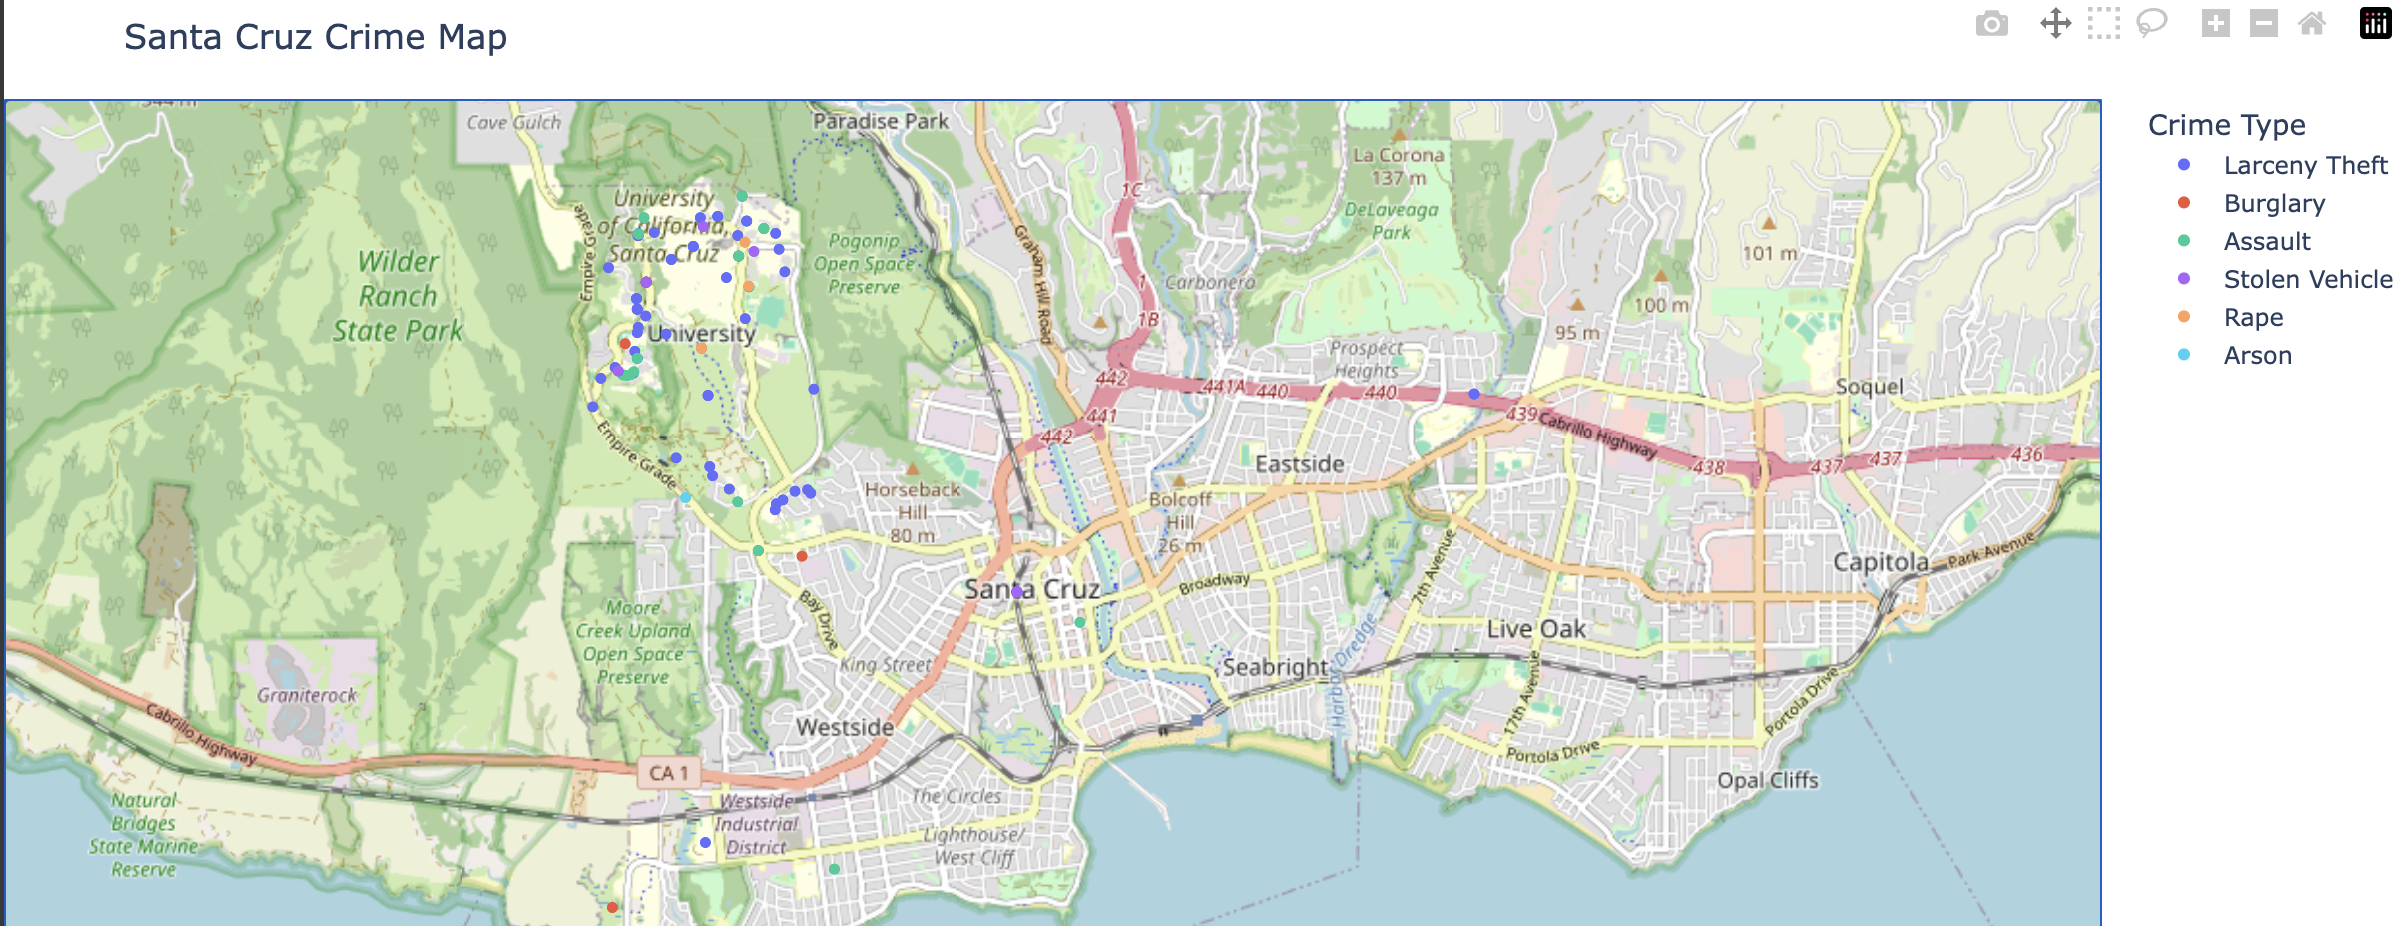 Santa Cruz Crime Map
Crime Type
Larceny Theft
Burglary
Assault
Stolen Vehicle
Rape
Arson
Cave Gulch
Paradise Park
La Corona
137 m
DeLaveaga
Park
University
of California,
Santa Cruz
Empire Grade
Wilder
Ranch
State Park
Pogonip
Open Space
Preserve
Graham Hill Road
1C
1
1B
Carbonera
101 m
100 m
95 m
University
Prospect
Heights
442
441A
440
440
441
442
439
Cabrillo Highway
438
437
437
436
Soquel
Empire Grade
Eastside
Horseback
Hill
80 m
Bolcoff
Hill
26 m
Capitola
Park Avenue
Santa Cruz
Broadway
7th Avenue
Moore
Creek Upland
Open Space
Preserve
Bay Drive
King Street
Live Oak
Seabright
Harbor Dredge
17th Avenue
Portola Drive
Portola Drive
Graniterock
Cabrillo Highway
Westside
CA 1
Opal Cliffs
Natural
Bridges
State Marine
Reserve
Westside
Industrial
District
The Circles
Lighthouse/
West Cliff